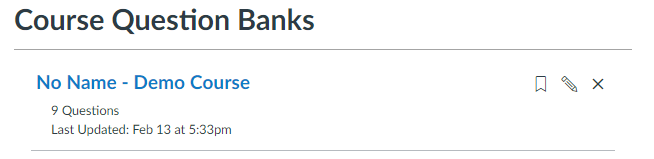 Course Question Banks
No Name - Demo Course
9 Questions
Last Updated: Feb 13 at 5:33pm